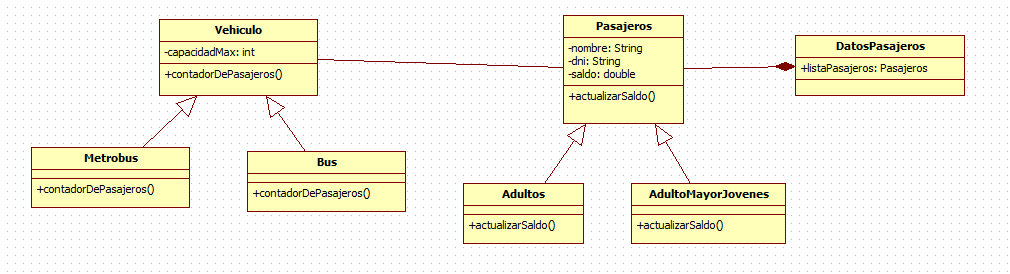 Vehiculo
-capacidadMax: int
+contadorDePasajeros()
Pasajeros
-nombre: String
-dni: String
-saldo: double
+actualizarSaldo()
DatosPasajeros
+listaPasajeros: Pasajeros
Metrobus
+contadorDePasajeros()
Bus
+contadorDePasajeros()
Adultos
+actualizarSaldo()
AdultoMayorJovenes
+actualizarSaldo()